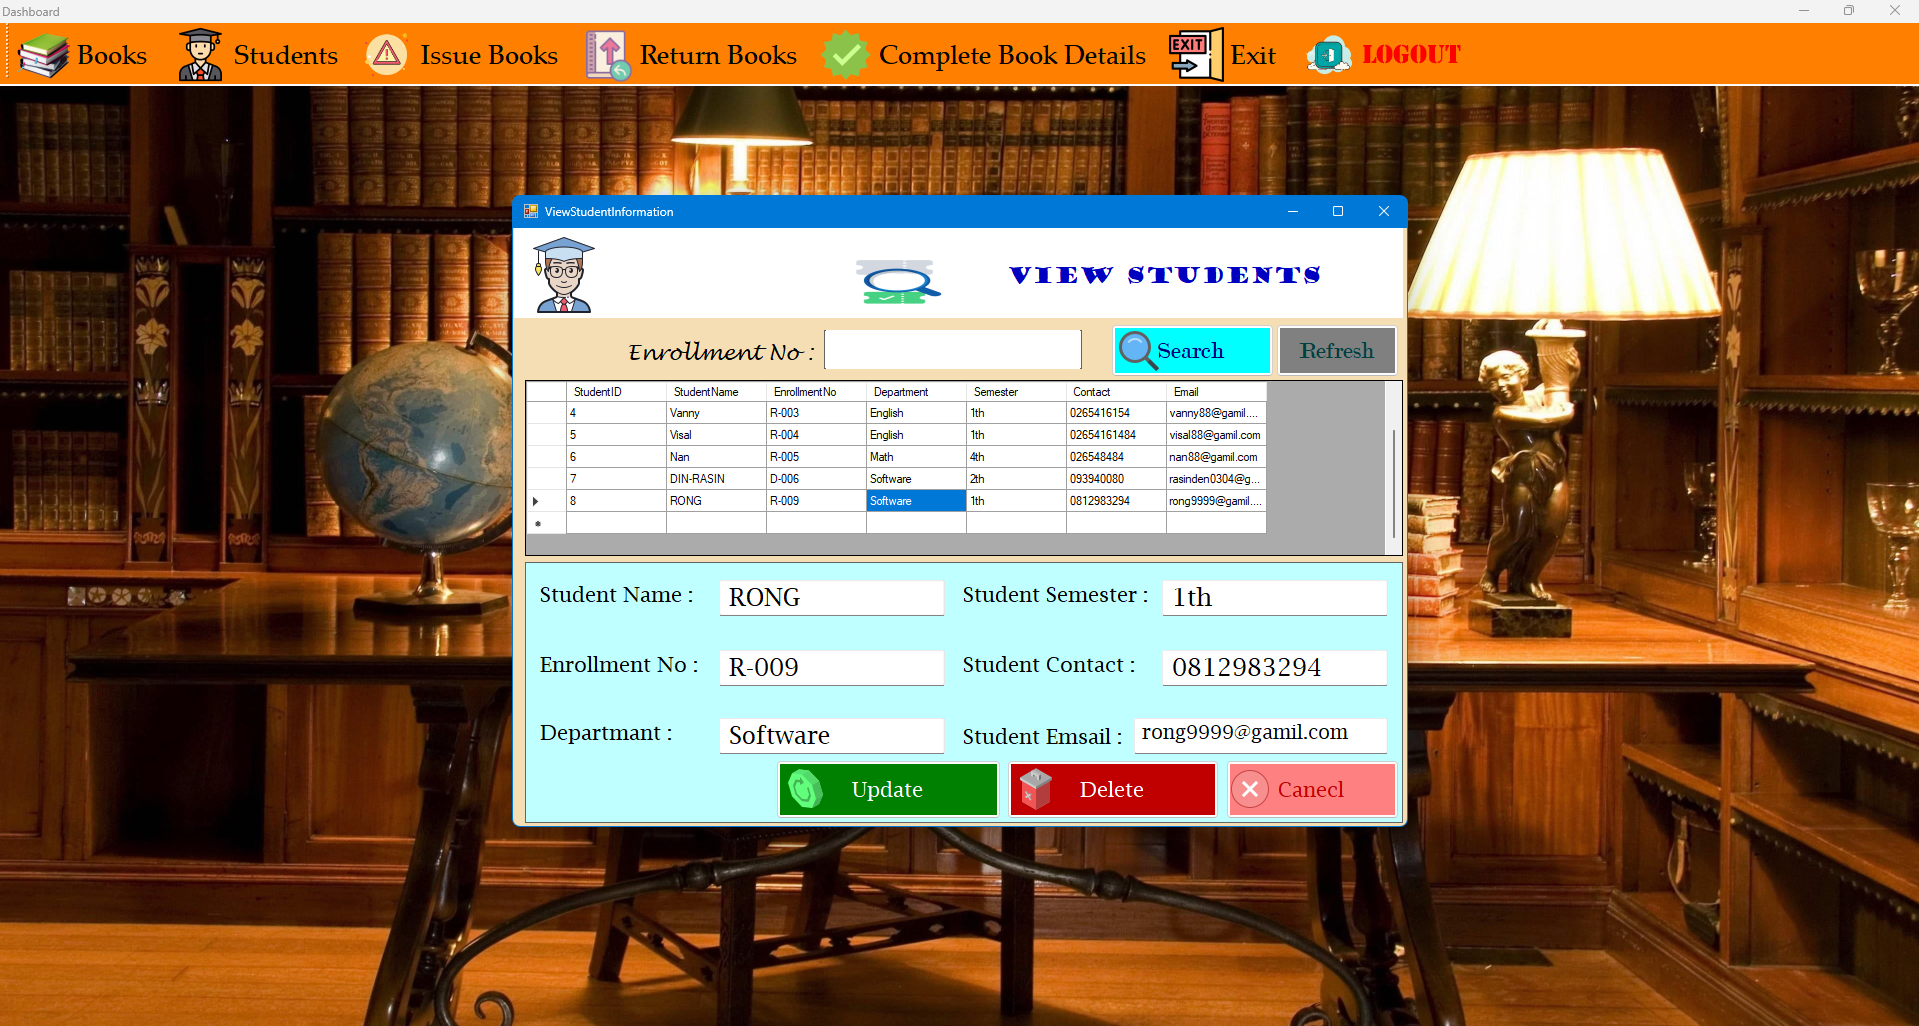 Dashboard
Books Students Issue Books Return Books Complete Book Details EXIT Exit LOGOUT
ViewStudentInformation
VIEW STUDENTS
Enrollment No : Search Refresh
StudentID StudentName EnrollmentNo Department Semester Contact Email
4 Vanny R-003 English 1th 0265416154 vanny88@gamil....
5 Visal R-004 English 1th 02654161484 visal88@gamil.com
6 Nan R-005 Math 4th 026548484 nan88@gamil.com
7 DIN-RASIN D-006 Software 2th 093940080 rasinden0304@g...
8 RONG R-009 Software 1th 0812983294 rong9999@gamil....
Student Name : RONG Student Semester : 1th
Enrollment No : R-009 Student Contact : 0812983294
Departmant : Software Student Emsail : rong9999@gamil.com
Update Delete Canecl